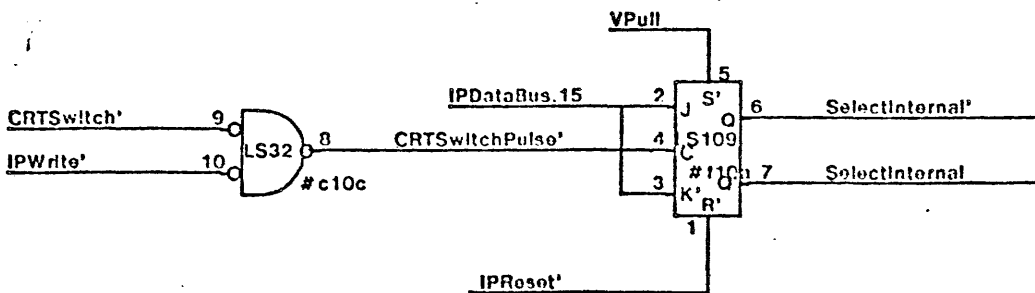 VPull
5
IPDataBus.15
2
J
S'
Q
6
SelectInternal'
CRTSwitch'
9
LS32
8
CRTSwitchPulse'
4
C
LS109
IPWrite'
10
#c10c
3
K'
Q'
7
SelectInternal
R'
1
IPReset'